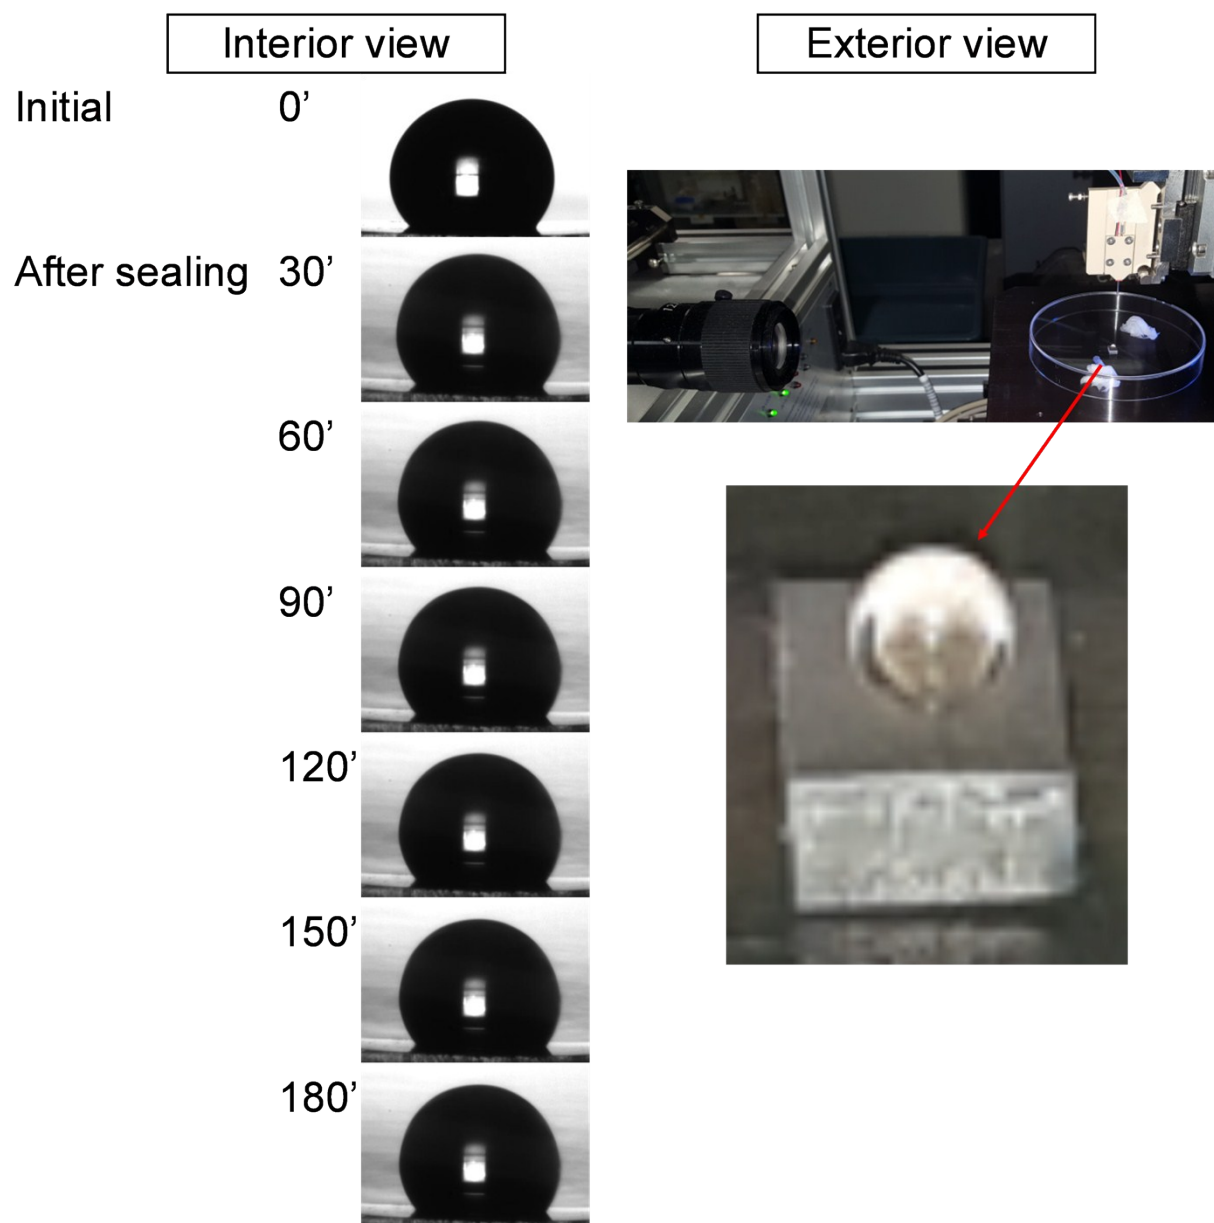 Interior view
Exterior view
Initial 0’
After sealing 30’
60’
90’
120’
150’
180’